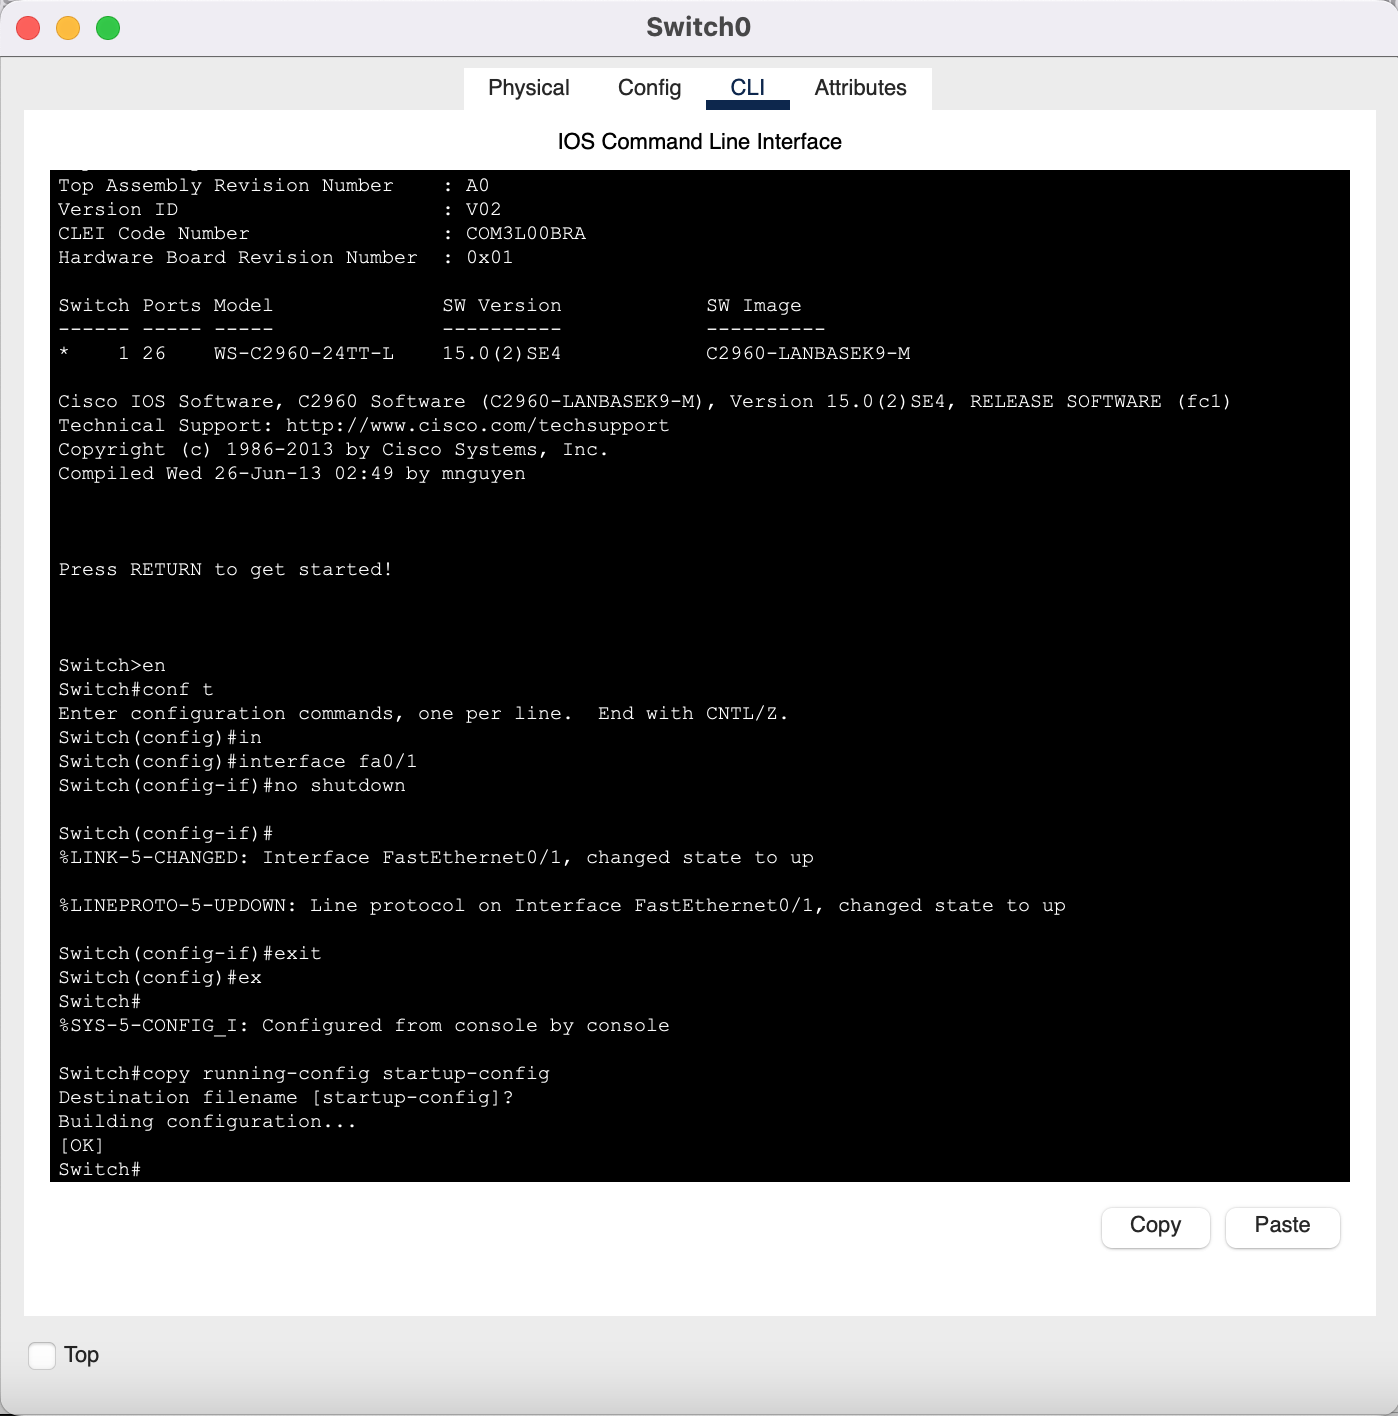 Switch0
Physical Config CLI Attributes
IOS Command Line Interface
Top Assembly Revision Number    : A0
Version ID                      : V02
CLEI Code Number                : COM3L00BRA
Hardware Board Revision Number  : 0x01
Switch Ports Model              SW Version            SW Image
------ ----- -----              ----------            ----------
*    1 26    WS-C2960-24TT-L    15.0(2)SE4            C2960-LANBASEK9-M
Cisco IOS Software, C2960 Software (C2960-LANBASEK9-M), Version 15.0(2)SE4, RELEASE SOFTWARE (fc1)
Technical Support: http://www.cisco.com/techsupport
Copyright (c) 1986-2013 by Cisco Systems, Inc.
Compiled Wed 26-Jun-13 02:49 by mnguyen
Press RETURN to get started!
Switch>en
Switch#conf t
Enter configuration commands, one per line.  End with CNTL/Z.
Switch(config)#in
Switch(config)#interface fa0/1
Switch(config-if)#no shutdown
Switch(config-if)#
%LINK-5-CHANGED: Interface FastEthernet0/1, changed state to up
%LINEPROTO-5-UPDOWN: Line protocol on Interface FastEthernet0/1, changed state to up
Switch(config-if)#exit
Switch(config)#ex
Switch#
%SYS-5-CONFIG_I: Configured from console by console
Switch#copy running-config startup-config
Destination filename [startup-config]?
Building configuration...
[OK]
Switch#
Copy Paste
Top